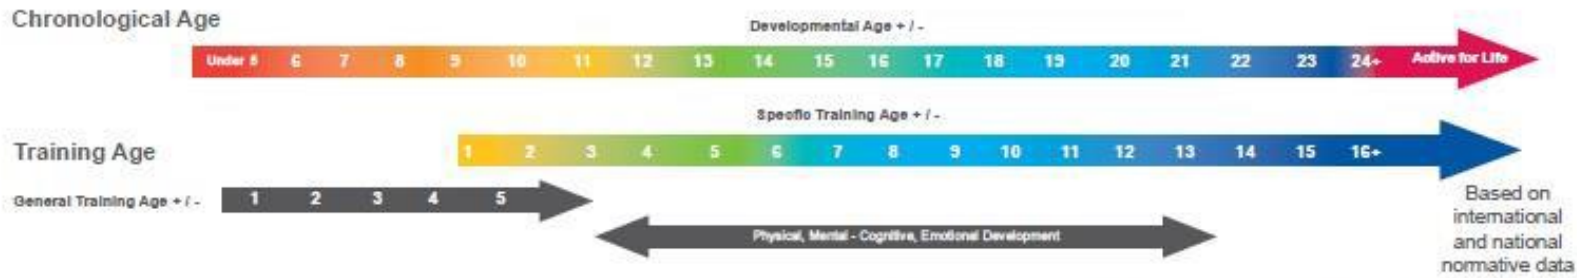 Chronological Age
Developmental Age + / -
Under 6 6 7 8 9 10 11 12 13 14 15 16 17 18 19 20 21 22 23 24+ Active for Life
Specific Training Age + / -
Training Age
1 2 3 4 5 6 7 8 9 10 11 12 13 14 15 16+
General Training Age + / -
1 2 3 4 5
Physical, Mental - Cognitive, Emotional Development
Based on
international
and national
normative data